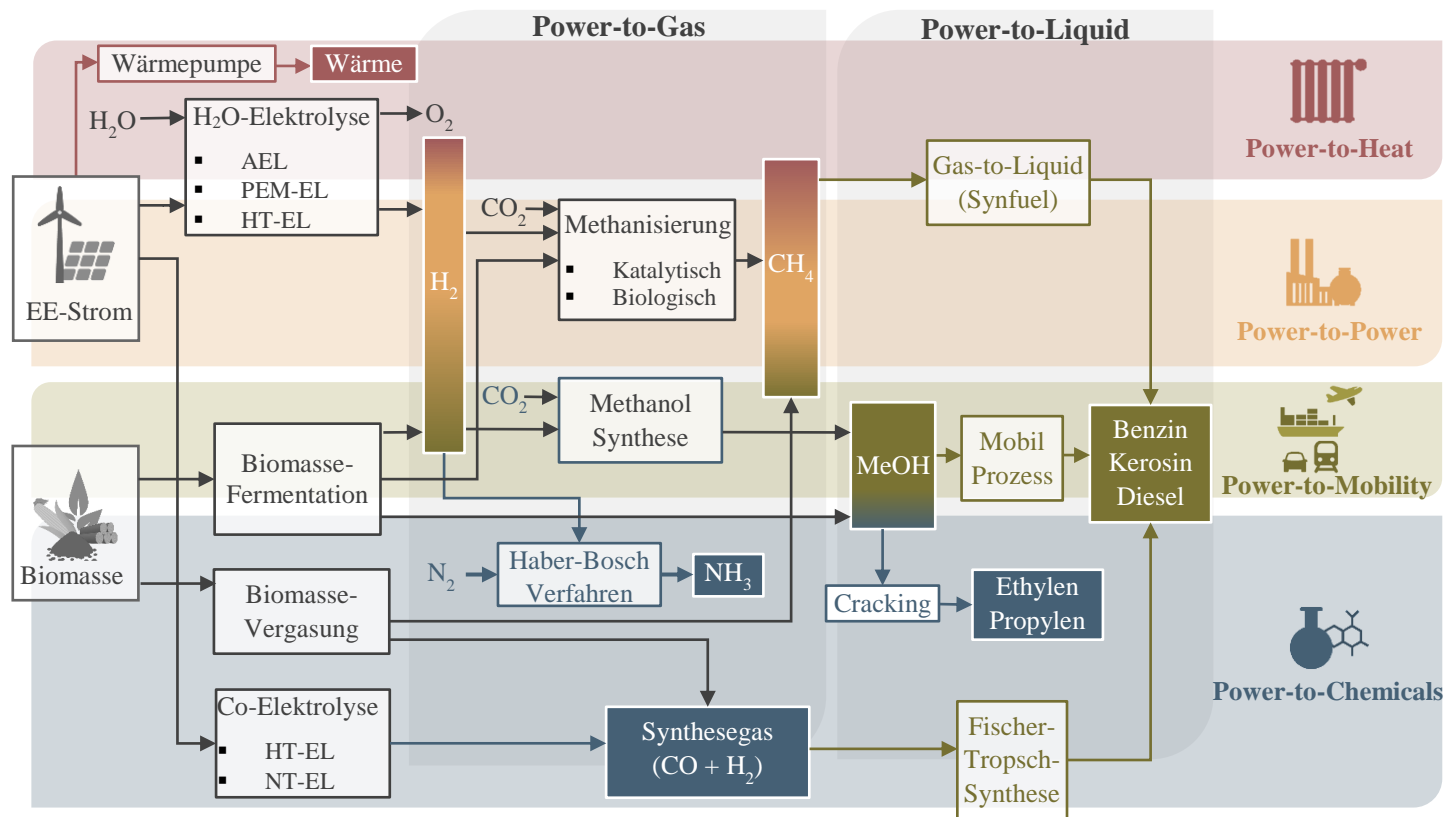 Power-to-Gas
Power-to-Liquid
Wärmepumpe
Wärme
H₂O
H₂O-Elektrolyse
▪ AEL
▪ PEM-EL
▪ HT-EL
O₂
EE-Strom
H₂
CO₂
Methanisierung
▪ Katalytisch
▪ Biologisch
CH₄
Gas-to-Liquid
(Synfuel)
Power-to-Heat
Power-to-Power
CO₂
Methanol
Synthese
MeOH
Mobil
Prozess
Benzin
Kerosin
Diesel
Power-to-Mobility
Biomasse
Biomasse-
Fermentation
N₂
Haber-Bosch
Verfahren
NH₃
Cracking
Ethylen
Propylen
Biomasse-
Vergasung
Power-to-Chemicals
Co-Elektrolyse
▪ HT-EL
▪ NT-EL
Synthesegas
(CO + H₂)
Fischer-
Tropsch-
Synthese